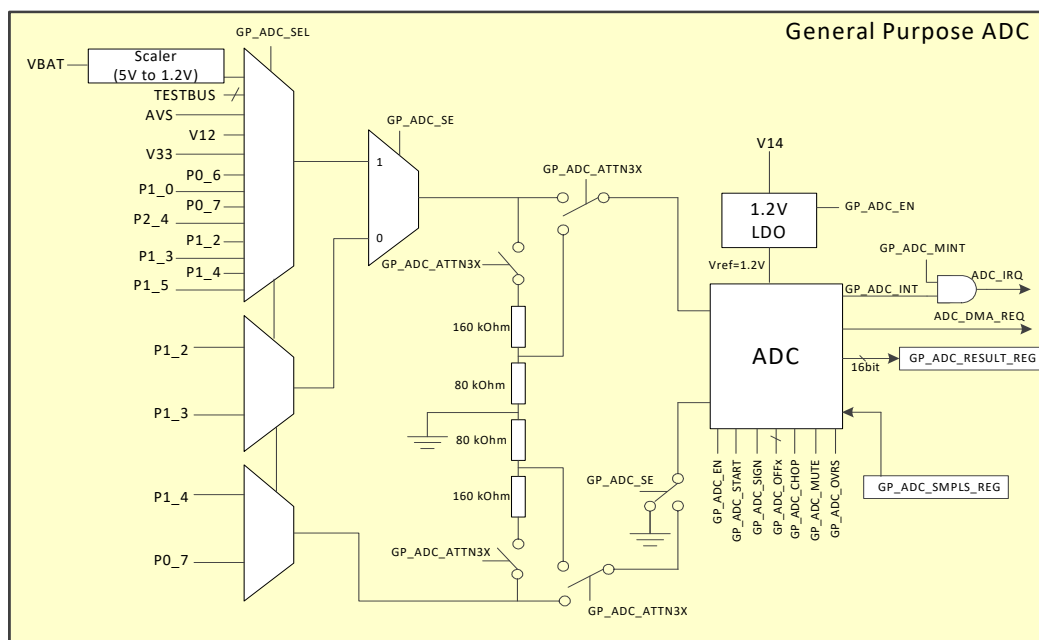 General Purpose ADC
GP_ADC_SEL
VBAT
Scaler
(5V to 1.2V)
TESTBUS
AVS
V12
V33
P0_6
P1_0
P0_7
P2_4
P1_2
P1_3
P1_4
P1_5
GP_ADC_SE
1
0
GP_ADC_ATTN3X
GP_ADC_ATTN3X
V14
1.2V
LDO
GP_ADC_EN
Vref=1.2V
GP_ADC_MINT
GP_ADC_INT
ADC_IRQ
ADC_DMA_REQ
ADC
16bit
GP_ADC_RESULT_REG
160 kOhm
80 kOhm
80 kOhm
160 kOhm
P1_2
P1_3
P1_4
P0_7
GP_ADC_SE
GP_ADC_EN
GP_ADC_START
GP_ADC_SIGN
GP_ADC_OFFx
GP_ADC_CHOP
GP_ADC_MUTE
GP_ADC_OVRS
GP_ADC_SMPLS_REG
GP_ADC_ATTN3X
GP_ADC_ATTN3X